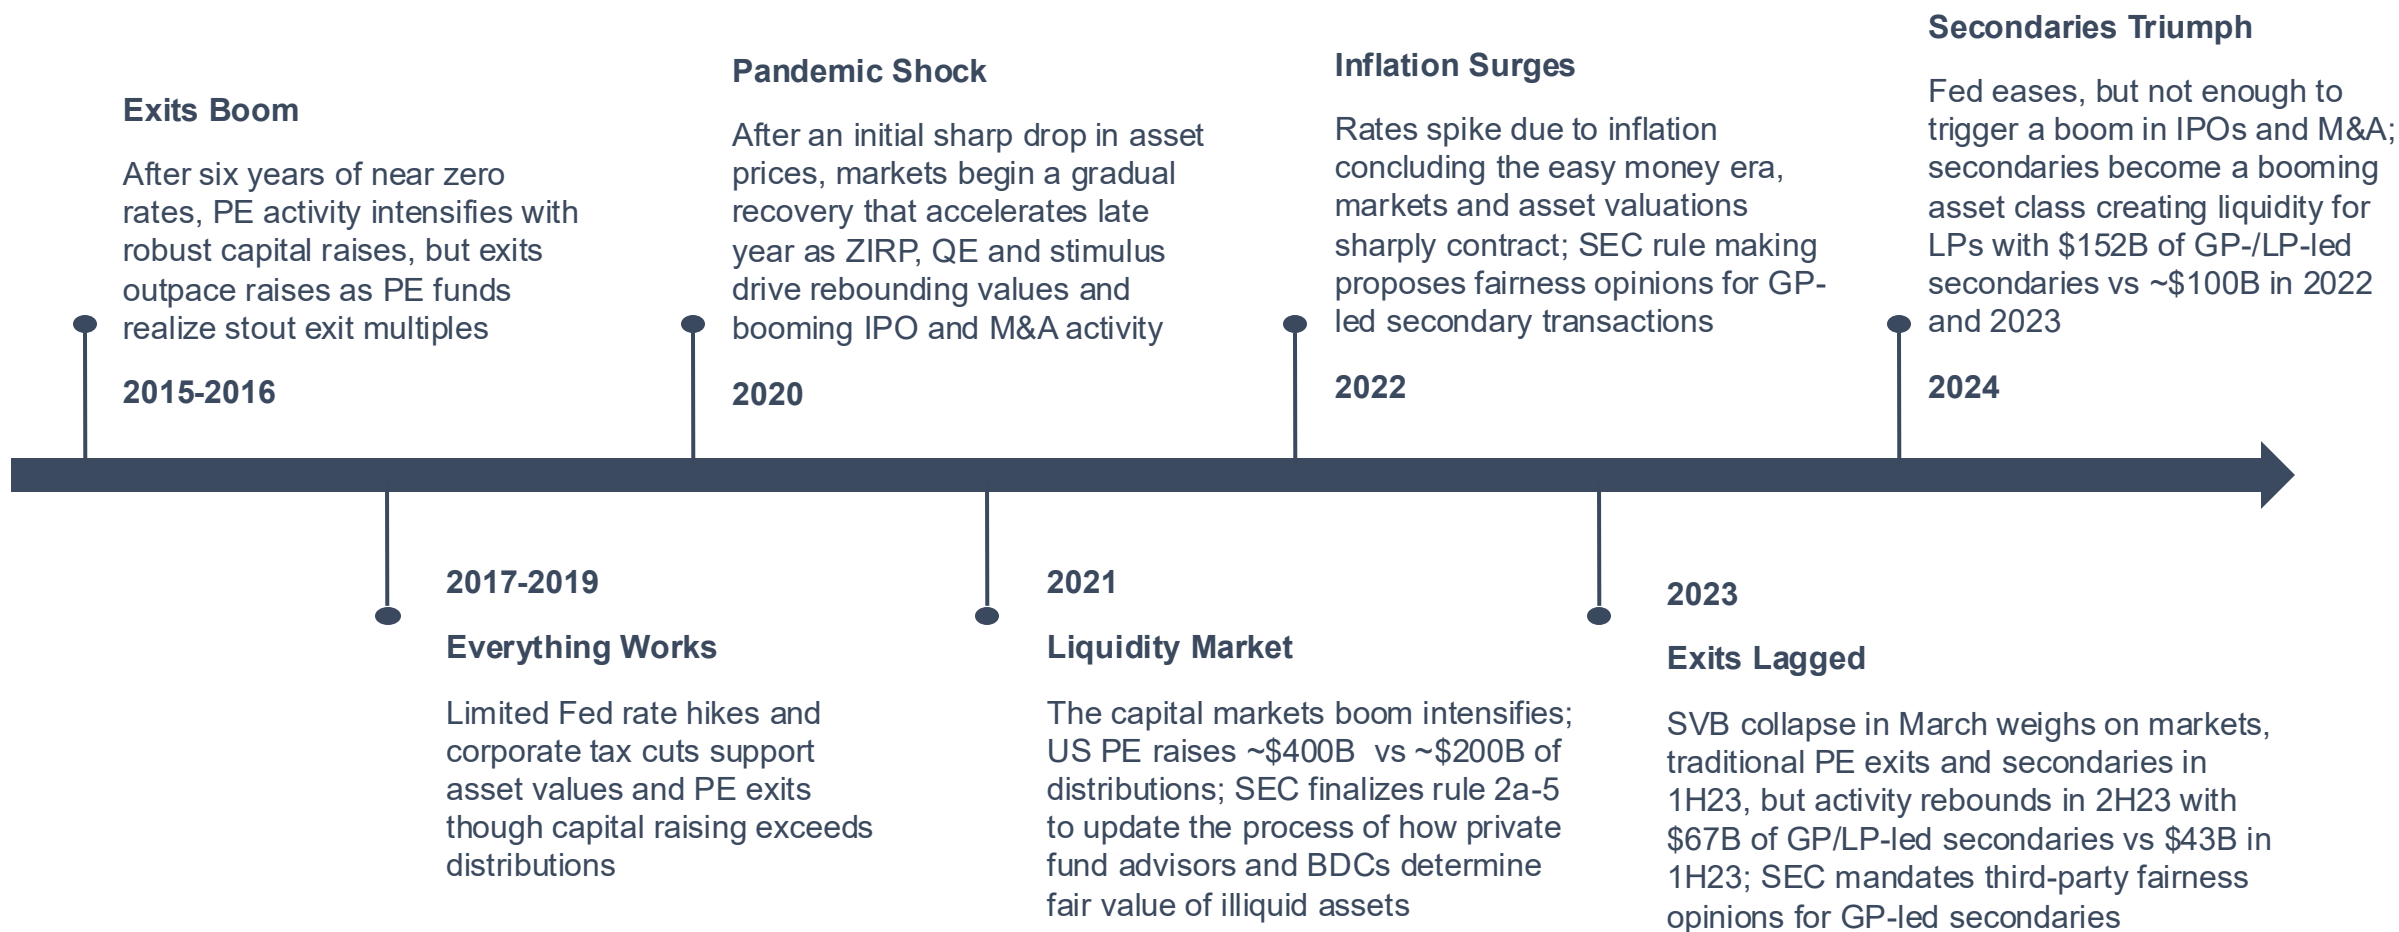 Exits Boom
After six years of near zero
rates, PE activity intensifies with
robust capital raises, but exits
outpace raises as PE funds
realize stout exit multiples
2015-2016
2017-2019
Everything Works
Limited Fed rate hikes and
corporate tax cuts support
asset values and PE exits
though capital raising exceeds
distributions
Pandemic Shock
After an initial sharp drop in asset
prices, markets begin a gradual
recovery that accelerates late
year as ZIRP, QE and stimulus
drive rebounding values and
booming IPO and M&A activity
2020
2021
Liquidity Market
The capital markets boom intensifies;
US PE raises ~$400B  vs ~$200B of
distributions; SEC finalizes rule 2a-5
to update the process of how private
fund advisors and BDCs determine
fair value of illiquid assets
Inflation Surges
Rates spike due to inflation
concluding the easy money era,
markets and asset valuations
sharply contract; SEC rule making
proposes fairness opinions for GP-
led secondary transactions
2022
2023
Exits Lagged
SVB collapse in March weighs on markets,
traditional PE exits and secondaries in
1H23, but activity rebounds in 2H23 with
$67B of GP/LP-led secondaries vs $43B in
1H23; SEC mandates third-party fairness
opinions for GP-led secondaries
Secondaries Triumph
Fed eases, but not enough to
trigger a boom in IPOs and M&A;
secondaries become a booming
asset class creating liquidity for
LPs with $152B of GP-/LP-led
secondaries vs ~$100B in 2022
and 2023
2024